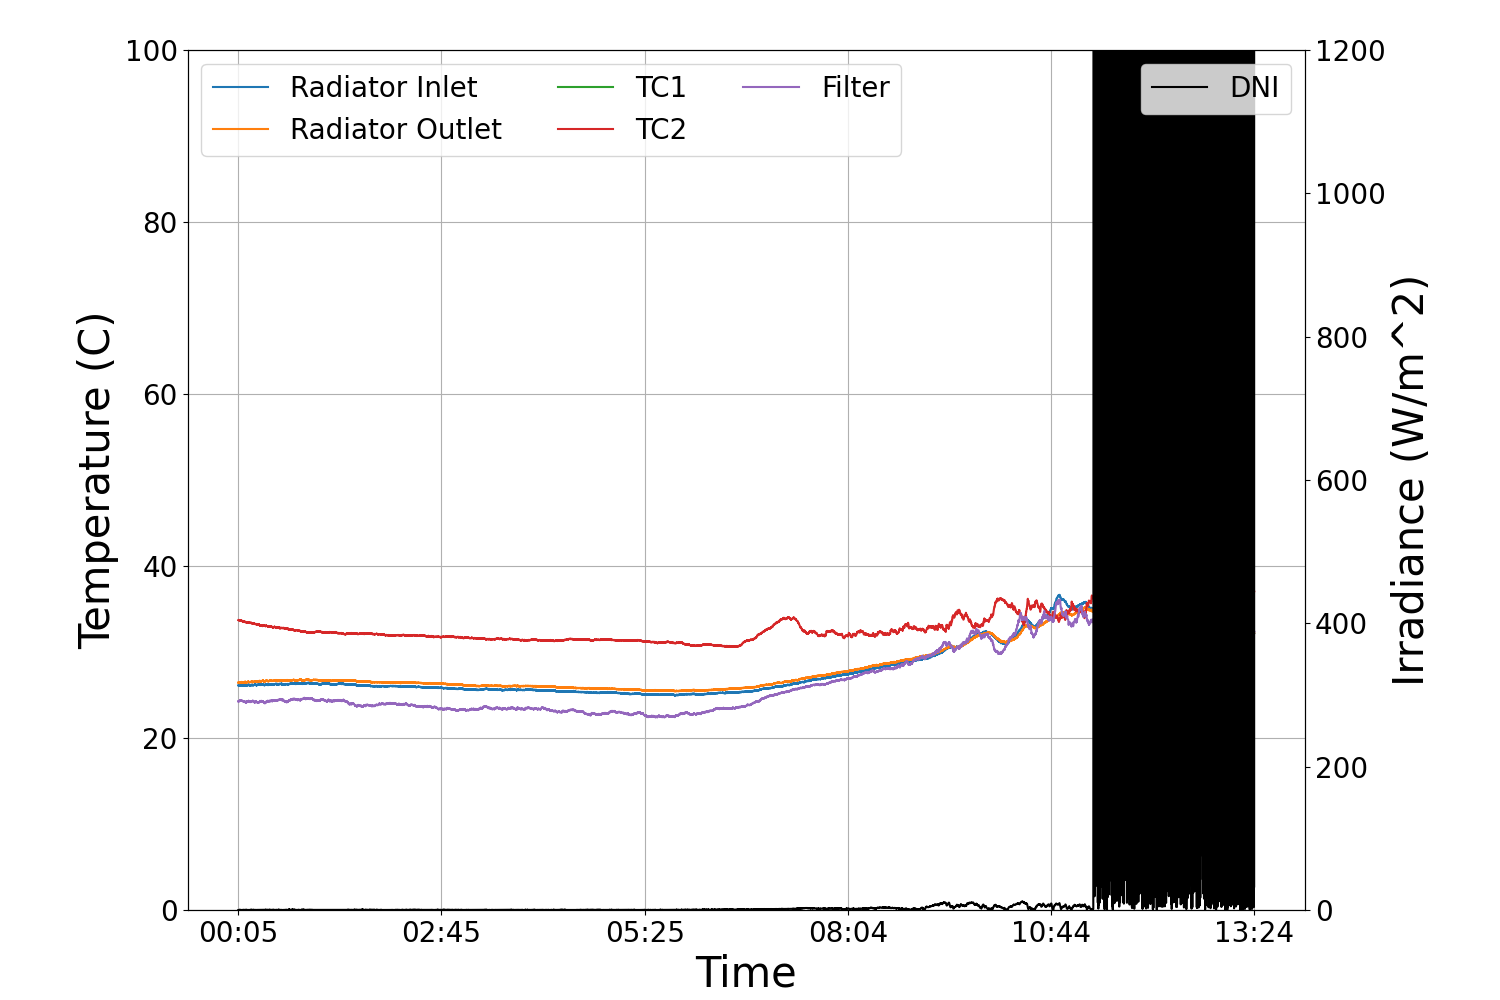 100
80
60
40
20
0
Temperature (C)
Radiator Inlet
Radiator Outlet
TC1
TC2
Filter
DNI
1200
1000
800
600
400
200
0
Irradiance (W/m^2)
00:05 02:45 05:25 08:04 10:44 13:24
Time